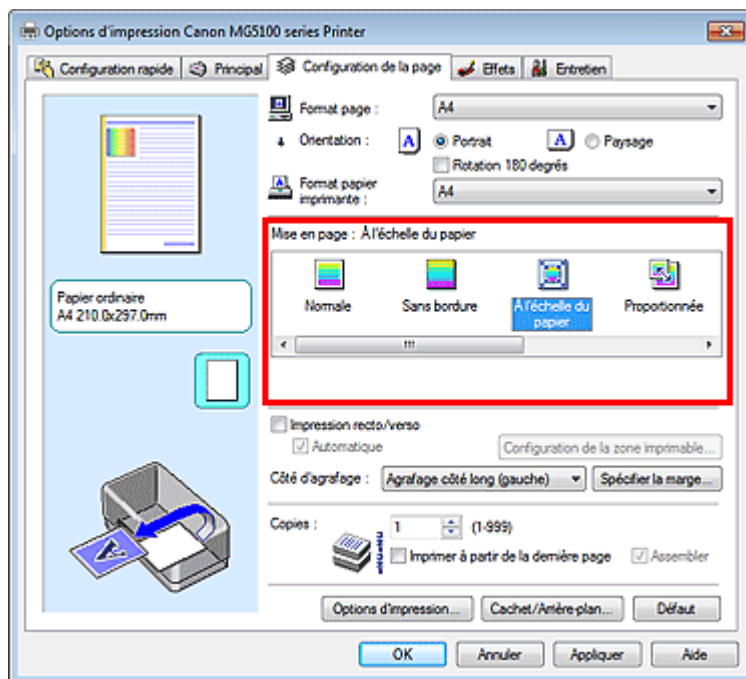 Options d'impression Canon MG5100 series Printer
Configuration rapide Principal Configuration de la page Effets Entretien
Format page : A4
Orientation : A Portrait A Paysage
Rotation 180 degrés
Format papier
imprimante : A4
Mise en page : À l'échelle du papier
Normale Sans bordure À l'échelle du
papier Proportionnée
Papier ordinaire
A4 210.0x297.0mm
Impression recto/verso
Automatique Configuration de la zone imprimable...
Côté d'agrafage : Agrafage côté long (gauche) Spécifier la marge...
Copies : 1 (1-999)
Imprimer à partir de la dernière page Assembler
Options d'impression... Cachet/Arrière-plan... Défaut
OK Annuler Appliquer Aide